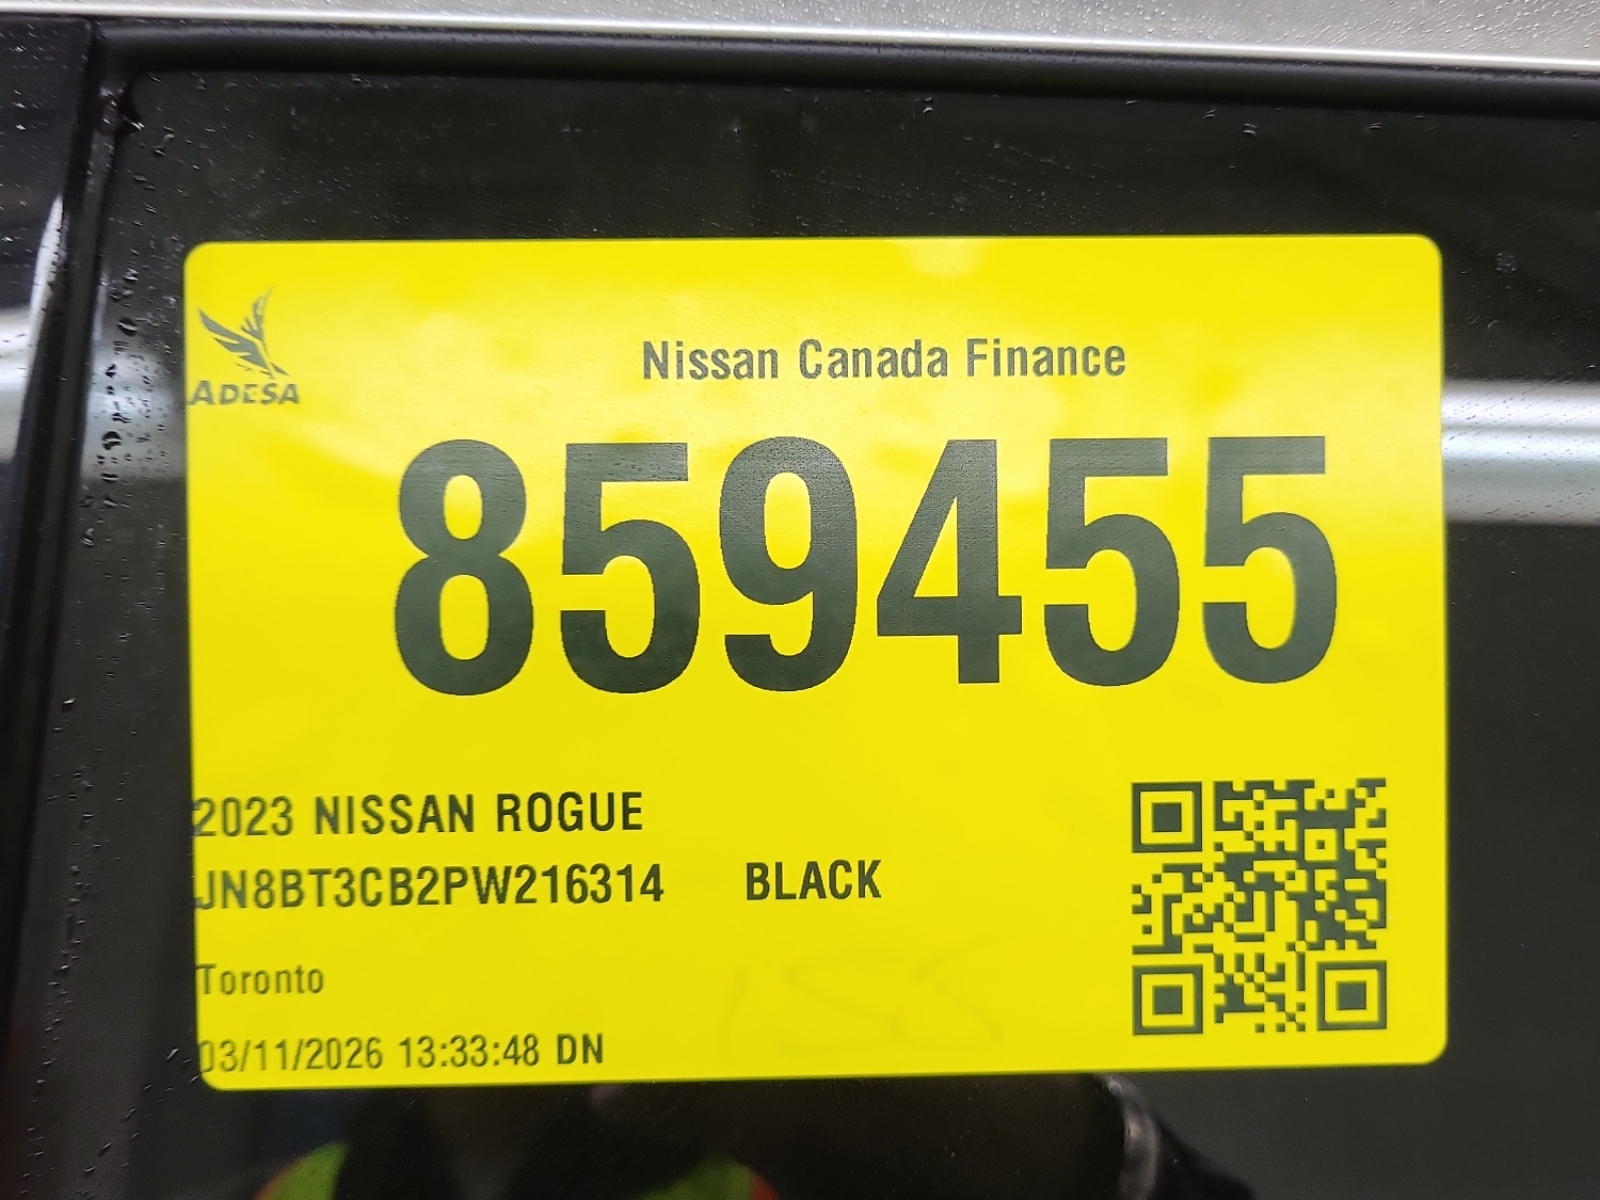 ADESA
Nissan Canada Finance
859455
2023 NISSAN ROGUE
JN8BT3CB2PW216314 BLACK
Toronto
03/11/2026 13:33:48 DN